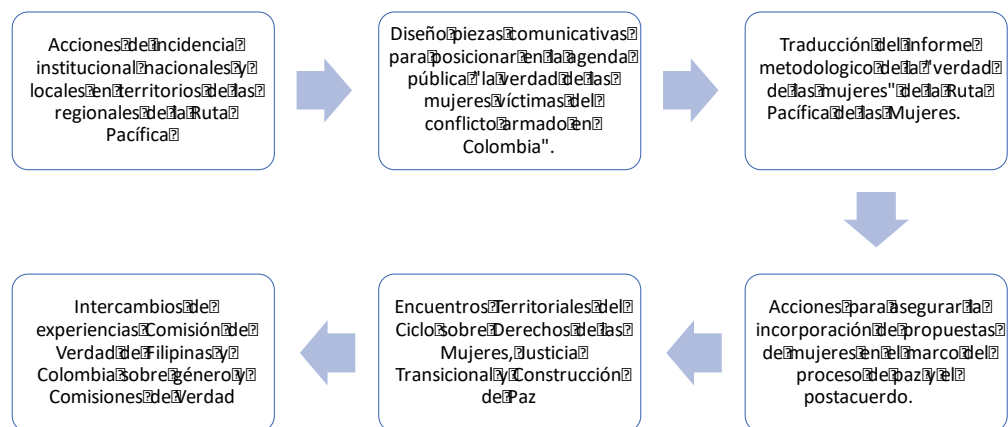 Acciones de incidencia
institucional nacionales y
locales en territorios de las
regionales de la Ruta
Pacífica
Diseño piezas comunicativas
para posicionar en la agenda
pública "la verdad de las
mujeres víctimas del
conflicto armado en
Colombia".
Traducción del informe
metodologico de la "verdad
de las mujeres" de la Ruta
Pacífica de las Mujeres.
Acciones para asegurar la
incorporación de propuestas
de mujeres en el marco del
proceso de paz y el
postacuerdo.
Encuentros Territoriales del
Ciclo sobre Derechos de las
Mujeres, Justicia
Transicional y Construcción
de Paz
Intercambios de
experiencias Comisión de
Verdad de Filipinas y
Colombia sobre género y
Comisiones de Verdad